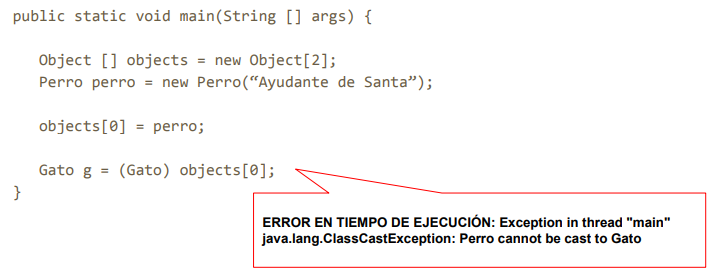 public static void main(String [] args) {
Object [] objects = new Object[2];
Perro perro = new Perro(“Ayudante de Santa”);
objects[0] = perro;
Gato g = (Gato) objects[0];
}
ERROR EN TIEMPO DE EJECUCIÓN: Exception in thread "main"
java.lang.ClassCastException: Perro cannot be cast to Gato